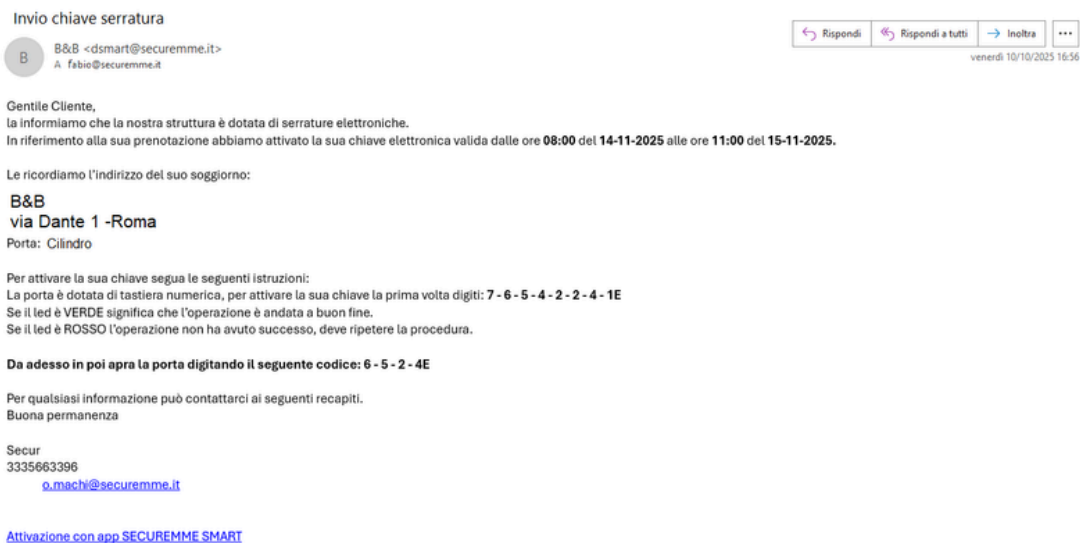 Invio chiave serratura
B
B&B <dsmart@securemme.it>
A fabio@securemme.it
Rispondi
Rispondi a tutti
Inoltra
venerdì 10/10/2025 16:56
Gentile Cliente,
la informiamo che la nostra struttura è dotata di serrature elettroniche.
In riferimento alla sua prenotazione abbiamo attivato la sua chiave elettronica valida dalle ore 08:00 del 14-11-2025 alle ore 11:00 del 15-11-2025.
Le ricordiamo l'indirizzo del suo soggiorno:
B&B
via Dante 1 -Roma
Porta: Cilindro
Per attivare la sua chiave segua le seguenti istruzioni:
La porta è dotata di tastiera numerica, per attivare la sua chiave la prima volta digiti: 7 - 6 - 5 - 4 - 2 - 2 - 4 - 1E
Se il led è VERDE significa che l'operazione è andata a buon fine.
Se il led è ROSSO l'operazione non ha avuto successo, deve ripetere la procedura.
Da adesso in poi apra la porta digitando il seguente codice: 6 - 5 - 2 - 4E
Per qualsiasi informazione può contattarci ai seguenti recapiti.
Buona permanenza
Secur
3335663396
o.machi@securemme.it
Attivazione con app SECUREMME SMART